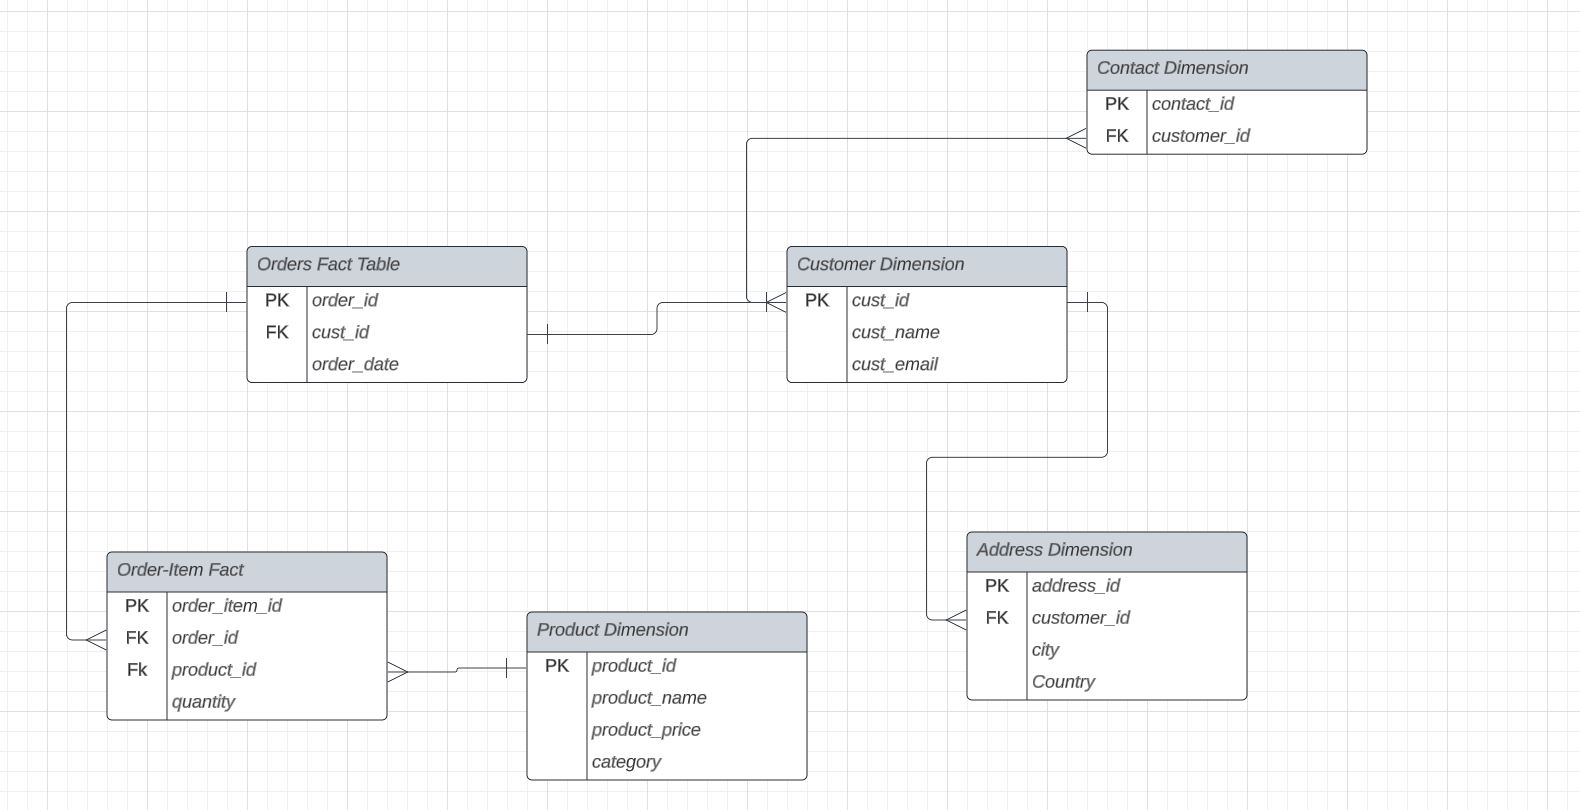 Contact Dimension
PK contact_id
FK customer_id
Orders Fact Table
PK order_id
FK cust_id
order_date
Customer Dimension
PK cust_id
cust_name
cust_email
Order-Item Fact
PK order_item_id
FK order_id
Fk product_id
quantity
Product Dimension
PK product_id
product_name
product_price
category
Address Dimension
PK address_id
FK customer_id
city
Country